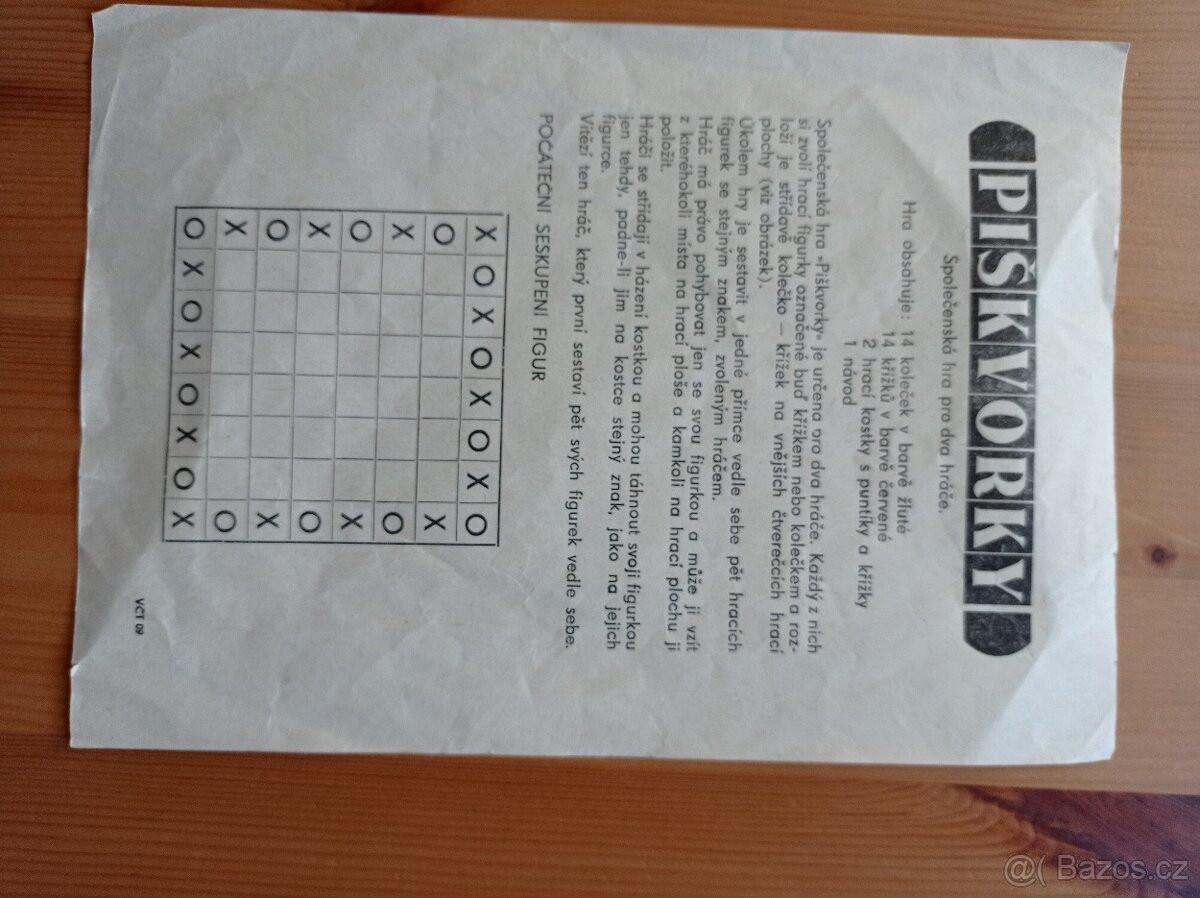 PIŠKVORKY
Společenská hra pro dva hráče.
Hra obsahuje: 14 koleček v barvě žluté
14 křížků v barvě červené
2 hrací kostky s puntíky a křížky
1 návod
Společenská hra »Piškvorky« je určena pro dva hráče. Každý z nich
si zvolí hrací figurky označené buď křížkem nebo kolečkem a roz-
loží je střídavě kolečko — křížek na vnějších čtverečcích hrací
plochy (viz obrázek).
Úkolem hry je sestavit v jedné přímce vedle sebe pět hracích
figurek se stejným znakem, zvoleným hráčem.
Hráč má právo pohybovat jen se svou figurkou a může ji vzít
z kteréhokoli místa na hrací ploše a kamkoli na hrací plochu ji
položit.
Hráči se střídají v házení kostkou a mohou táhnout svoji figurkou
jen tehdy, padne-li jim na kostce stejný znak, jako na jejich
figurce.
Vítězí ten hráč, který první sestaví pět svých figurek vedle sebe.
POČÁTEČNÍ SESKUPENÍ FIGUR
X O X O X O X O
O X
X O
O X
X O
O X
X O
O X O X O X O X
VČT 09
@( Bazos.cz